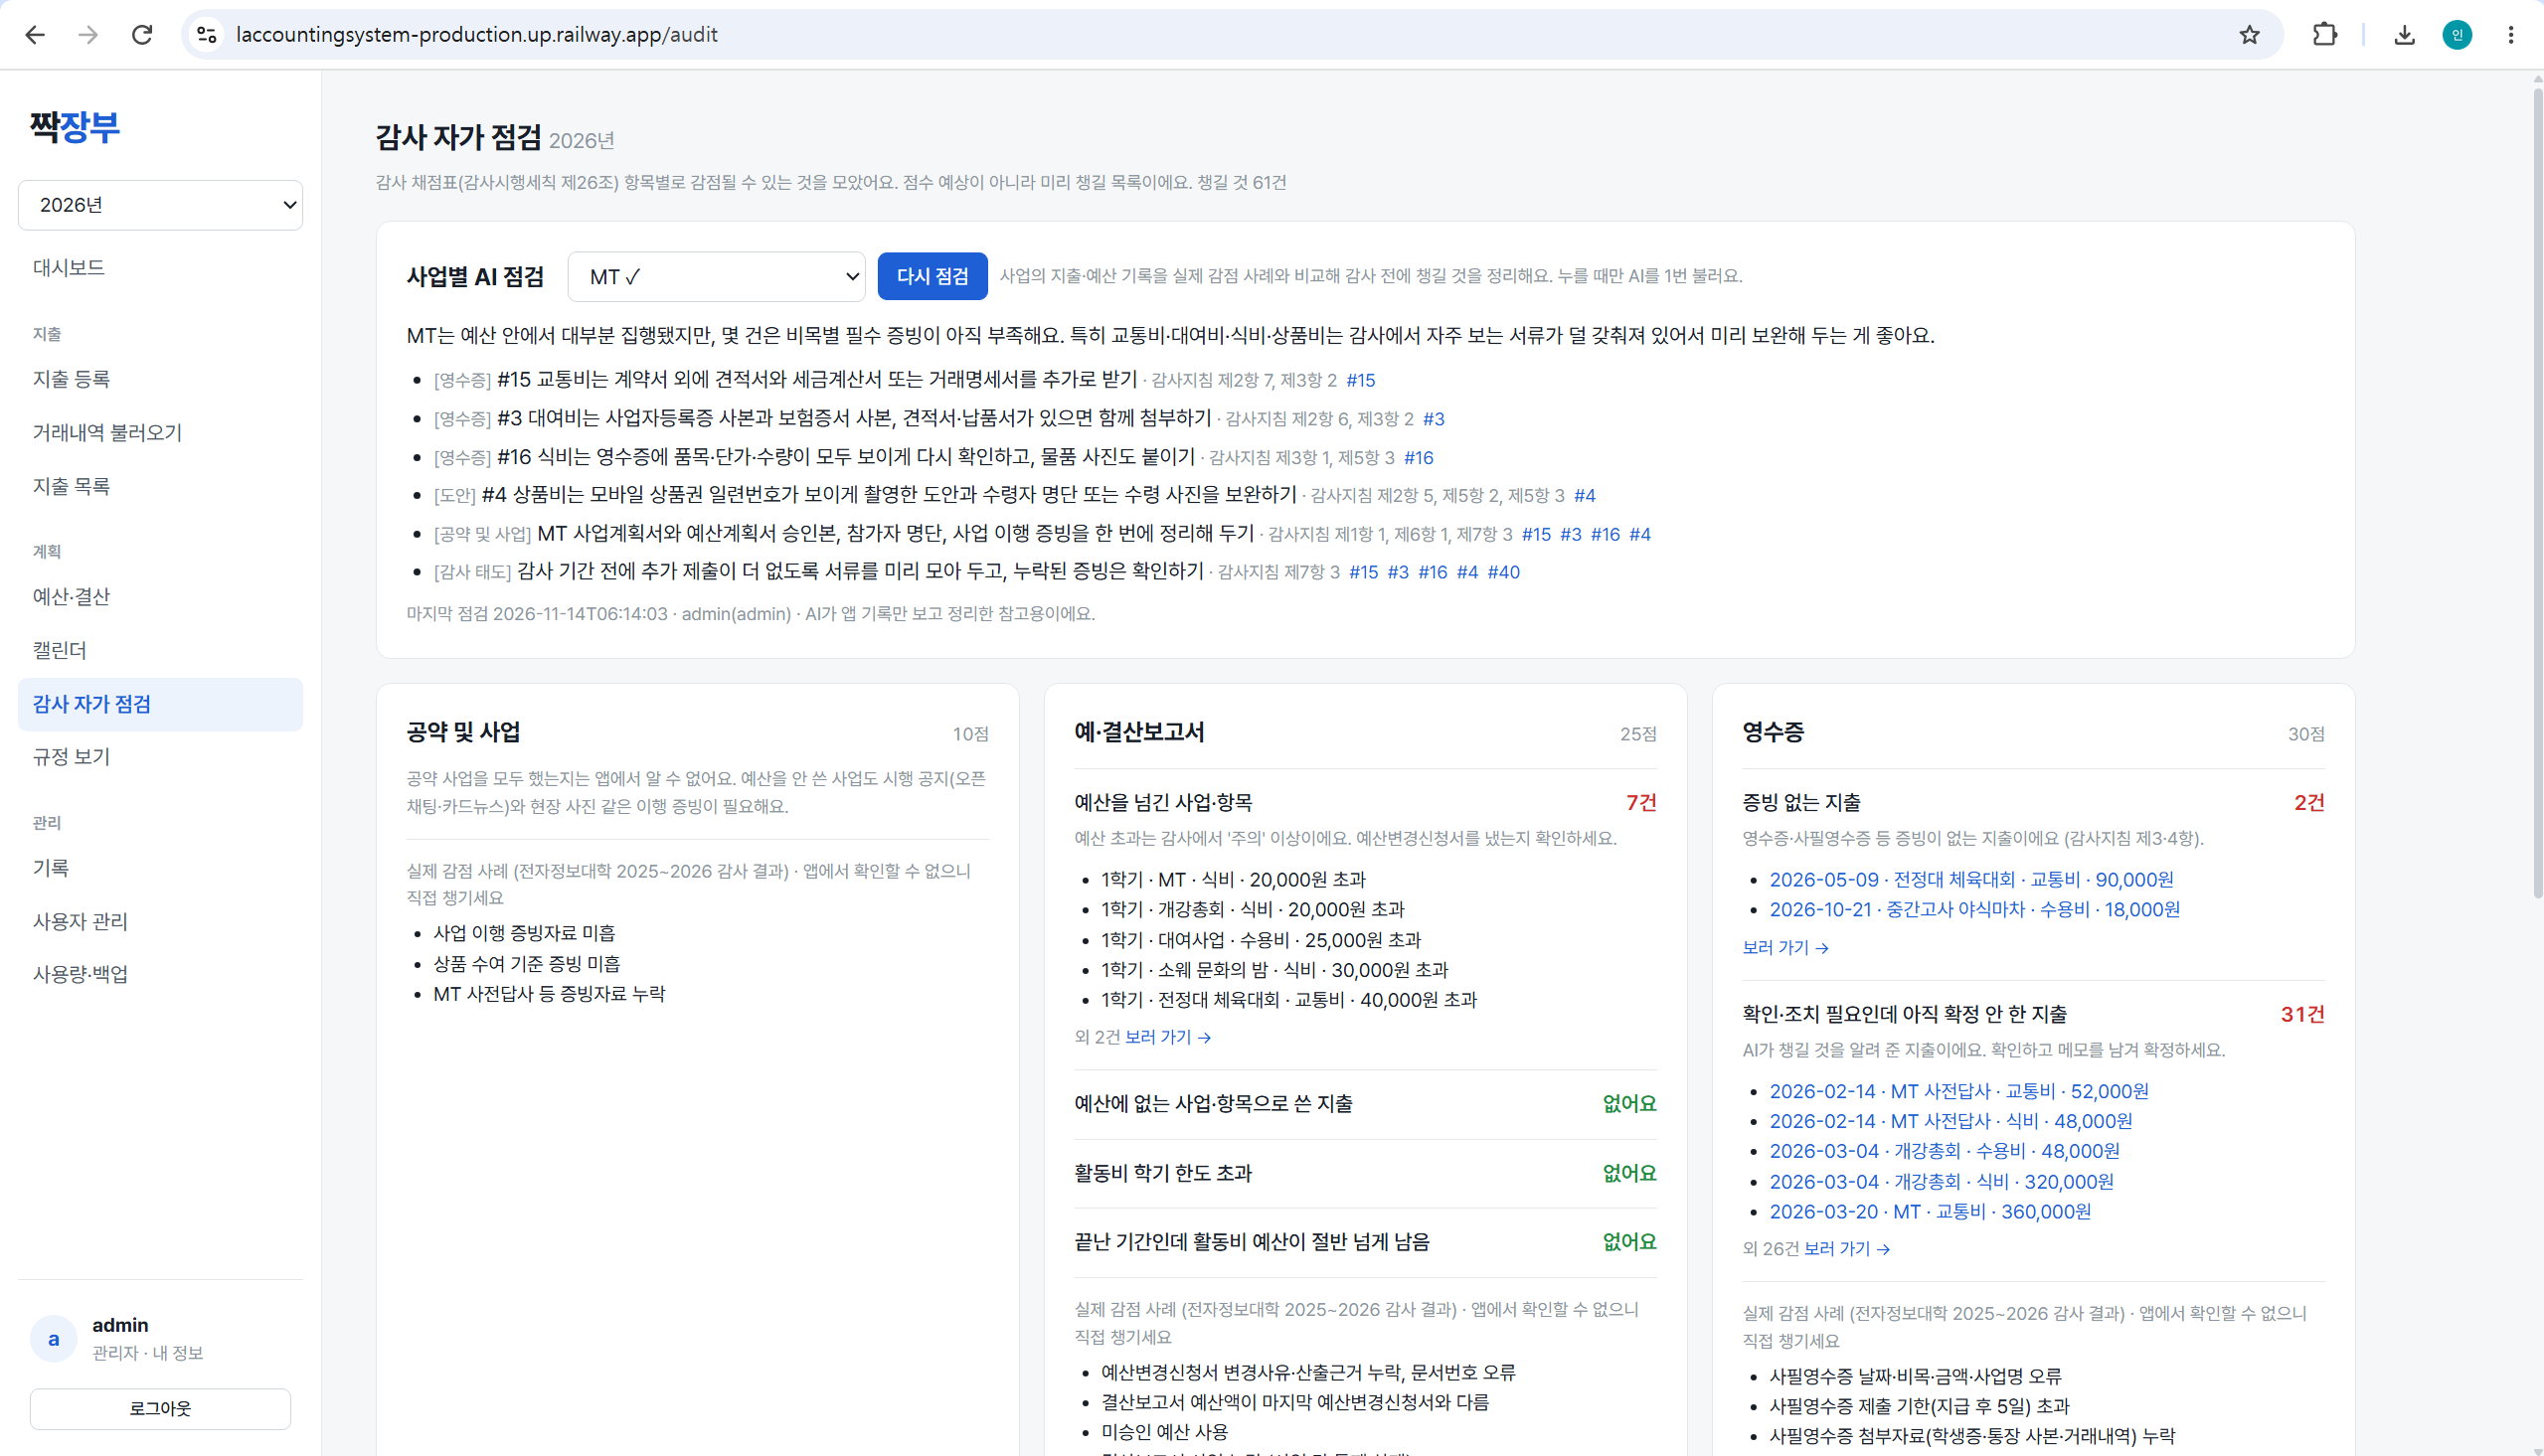 laccountingsystem-production.up.railway.app/audit
인
짝장부
2026년
대시보드
지출
지출 등록
거래내역 불러오기
지출 목록
계획
예산·결산
캘린더
감사 자가 점검
규정 보기
관리
기록
사용자 관리
사용량·백업
a
admin
관리자 · 내 정보
로그아웃
감사 자가 점검 2026년
감사 채점표(감사시행세칙 제26조) 항목별로 감점될 수 있는 것을 모았어요. 점수 예상이 아니라 미리 챙길 목록이에요. 챙길 것 61건
사업별 AI 점검 MT ✓ 다시 점검 사업의 지출·예산 기록을 실제 감점 사례와 비교해 감사 전에 챙길 것을 정리해요. 누를 때만 AI를 1번 불러요.
MT는 예산 안에서 대부분 집행됐지만, 몇 건은 비목별 필수 증빙이 아직 부족해요. 특히 교통비·대여비·식비·상품비는 감사에서 자주 보는 서류가 덜 갖춰져 있어서 미리 보완해 두는 게 좋아요.
• [영수증] #15 교통비는 계약서 외에 견적서와 세금계산서 또는 거래명세서를 추가로 받기 · 감사지침 제2항 7, 제3항 2 #15
• [영수증] #3 대여비는 사업자등록증 사본과 보험증서 사본, 견적서·납품서가 있으면 함께 첨부하기 · 감사지침 제2항 6, 제3항 2 #3
• [영수증] #16 식비는 영수증에 품목·단가·수량이 모두 보이게 다시 확인하고, 물품 사진도 붙이기 · 감사지침 제3항 1, 제5항 3 #16
• [도안] #4 상품비는 모바일 상품권 일련번호가 보이게 촬영한 도안과 수령자 명단 또는 수령 사진을 보완하기 · 감사지침 제2항 5, 제5항 2, 제5항 3 #4
• [공약 및 사업] MT 사업계획서와 예산계획서 승인본, 참가자 명단, 사업 이행 증빙을 한 번에 정리해 두기 · 감사지침 제1항 1, 제6항 1, 제7항 3 #15 #3 #16 #4
• [감사 태도] 감사 기간 전에 추가 제출이 더 없도록 서류를 미리 모아 두고, 누락된 증빙은 확인하기 · 감사지침 제7항 3 #15 #3 #16 #4 #40
마지막 점검 2026-11-14T06:14:03 · admin(admin) · AI가 앱 기록만 보고 정리한 참고용이에요.
공약 및 사업 10점
공약 사업을 모두 했는지는 앱에서 알 수 없어요. 예산을 안 쓴 사업도 시행 공지(오픈
채팅·카드뉴스)와 현장 사진 같은 이행 증빙이 필요해요.
실제 감점 사례 (전자정보대학 2025~2026 감사 결과) · 앱에서 확인할 수 없으니
직접 챙기세요
• 사업 이행 증빙자료 미흡
• 상품 수여 기준 증빙 미흡
• MT 사전답사 등 증빙자료 누락
예·결산보고서 25점
예산을 넘긴 사업·항목 7건
예산 초과는 감사에서 '주의' 이상이에요. 예산변경신청서를 냈는지 확인하세요.
• 1학기 · MT · 식비 · 20,000원 초과
• 1학기 · 개강총회 · 식비 · 20,000원 초과
• 1학기 · 대여사업 · 수용비 · 25,000원 초과
• 1학기 · 소웨 문화의 밤 · 식비 · 30,000원 초과
• 1학기 · 전정대 체육대회 · 교통비 · 40,000원 초과
외 2건 보러 가기 →
예산에 없는 사업·항목으로 쓴 지출 없어요
활동비 학기 한도 초과 없어요
끝난 기간인데 활동비 예산이 절반 넘게 남음 없어요
실제 감점 사례 (전자정보대학 2025~2026 감사 결과) · 앱에서 확인할 수 없으니
직접 챙기세요
• 예산변경신청서 변경사유·산출근거 누락, 문서번호 오류
• 결산보고서 예산액이 마지막 예산변경신청서와 다름
• 미승인 예산 사용
영수증 30점
증빙 없는 지출 2건
영수증·사필영수증 등 증빙이 없는 지출이에요 (감사지침 제3·4항).
• 2026-05-09 · 전정대 체육대회 · 교통비 · 90,000원
• 2026-10-21 · 중간고사 야식마차 · 수용비 · 18,000원
보러 가기 →
확인·조치 필요인데 아직 확정 안 한 지출 31건
AI가 챙길 것을 알려 준 지출이에요. 확인하고 메모를 남겨 확정하세요.
• 2026-02-14 · MT 사전답사 · 교통비 · 52,000원
• 2026-02-14 · MT 사전답사 · 식비 · 48,000원
• 2026-03-04 · 개강총회 · 수용비 · 48,000원
• 2026-03-04 · 개강총회 · 식비 · 320,000원
• 2026-03-20 · MT · 교통비 · 360,000원
외 26건 보러 가기 →
실제 감점 사례 (전자정보대학 2025~2026 감사 결과) · 앱에서 확인할 수 없으니
직접 챙기세요
• 사필영수증 날짜·비목·금액·사업명 오류
• 사필영수증 제출 기한(지급 후 5일) 초과
• 사필영수증 첨부자료(학생증·통장 사본·거래내역) 누락